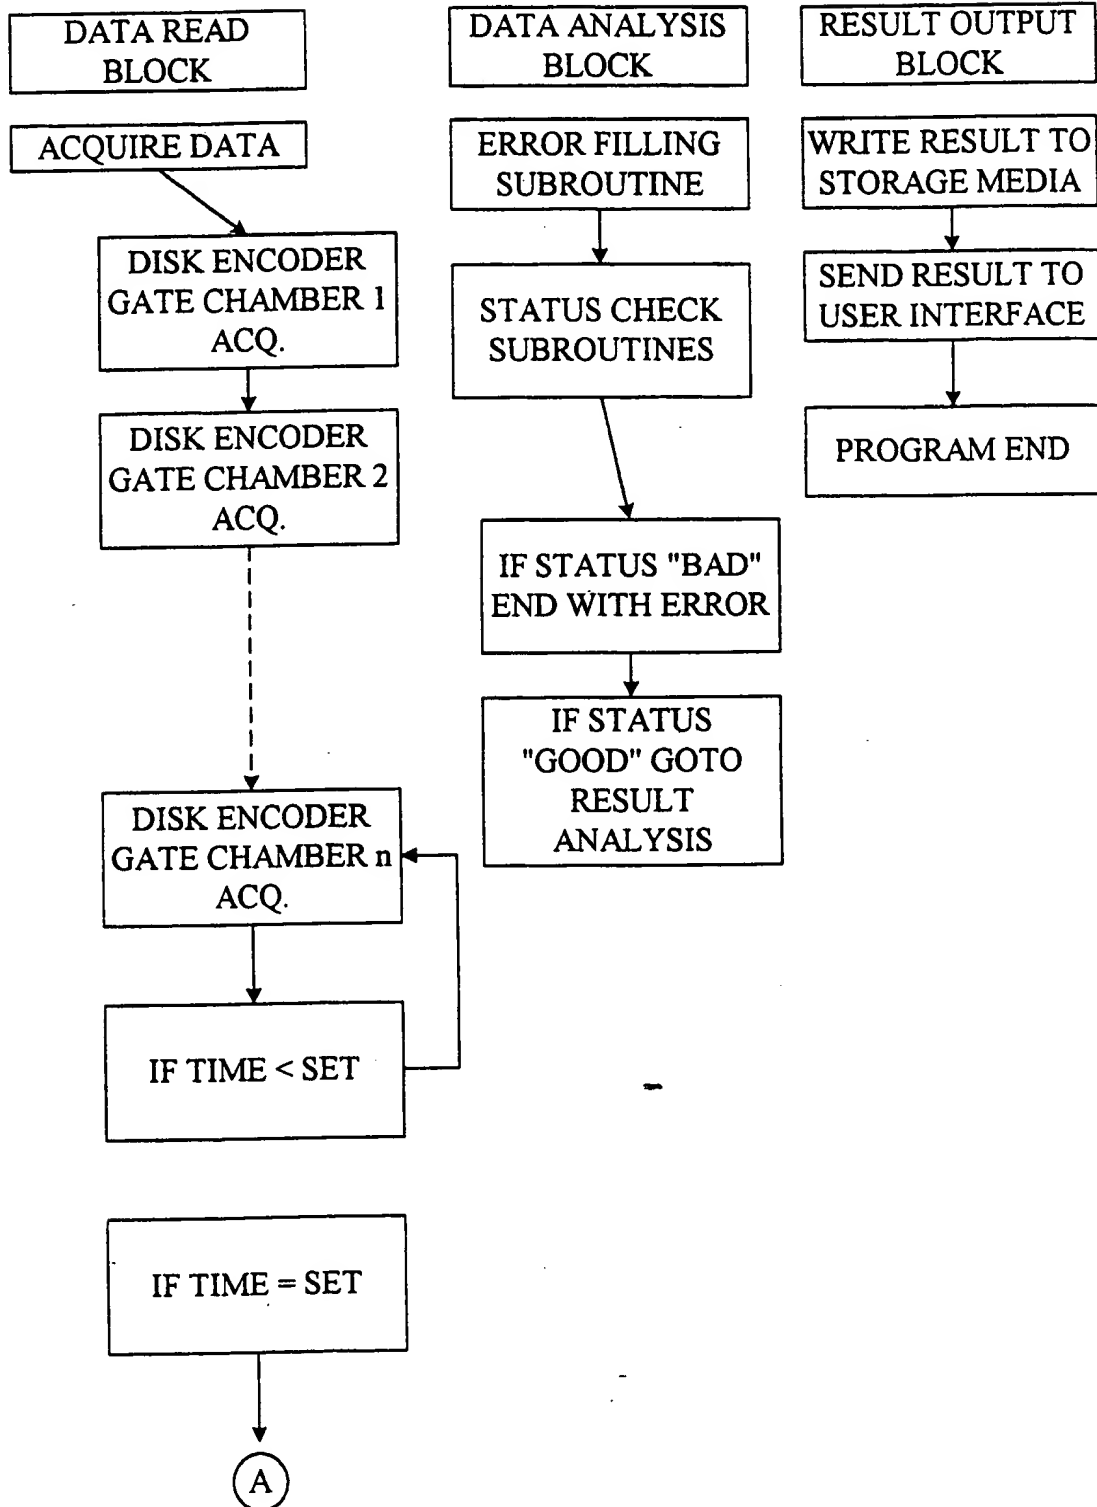 DATA READ
BLOCK
ACQUIRE DATA
DISK ENCODER
GATE CHAMBER 1
ACQ.
DISK ENCODER
GATE CHAMBER 2
ACQ.
DISK ENCODER
GATE CHAMBER n
ACQ.
IF TIME < SET
IF TIME = SET
A
DATA ANALYSIS
BLOCK
ERROR FILLING
SUBROUTINE
STATUS CHECK
SUBROUTINES
IF STATUS "BAD"
END WITH ERROR
IF STATUS
"GOOD" GOTO
RESULT
ANALYSIS
RESULT OUTPUT
BLOCK
WRITE RESULT TO
STORAGE MEDIA
SEND RESULT TO
USER INTERFACE
PROGRAM END